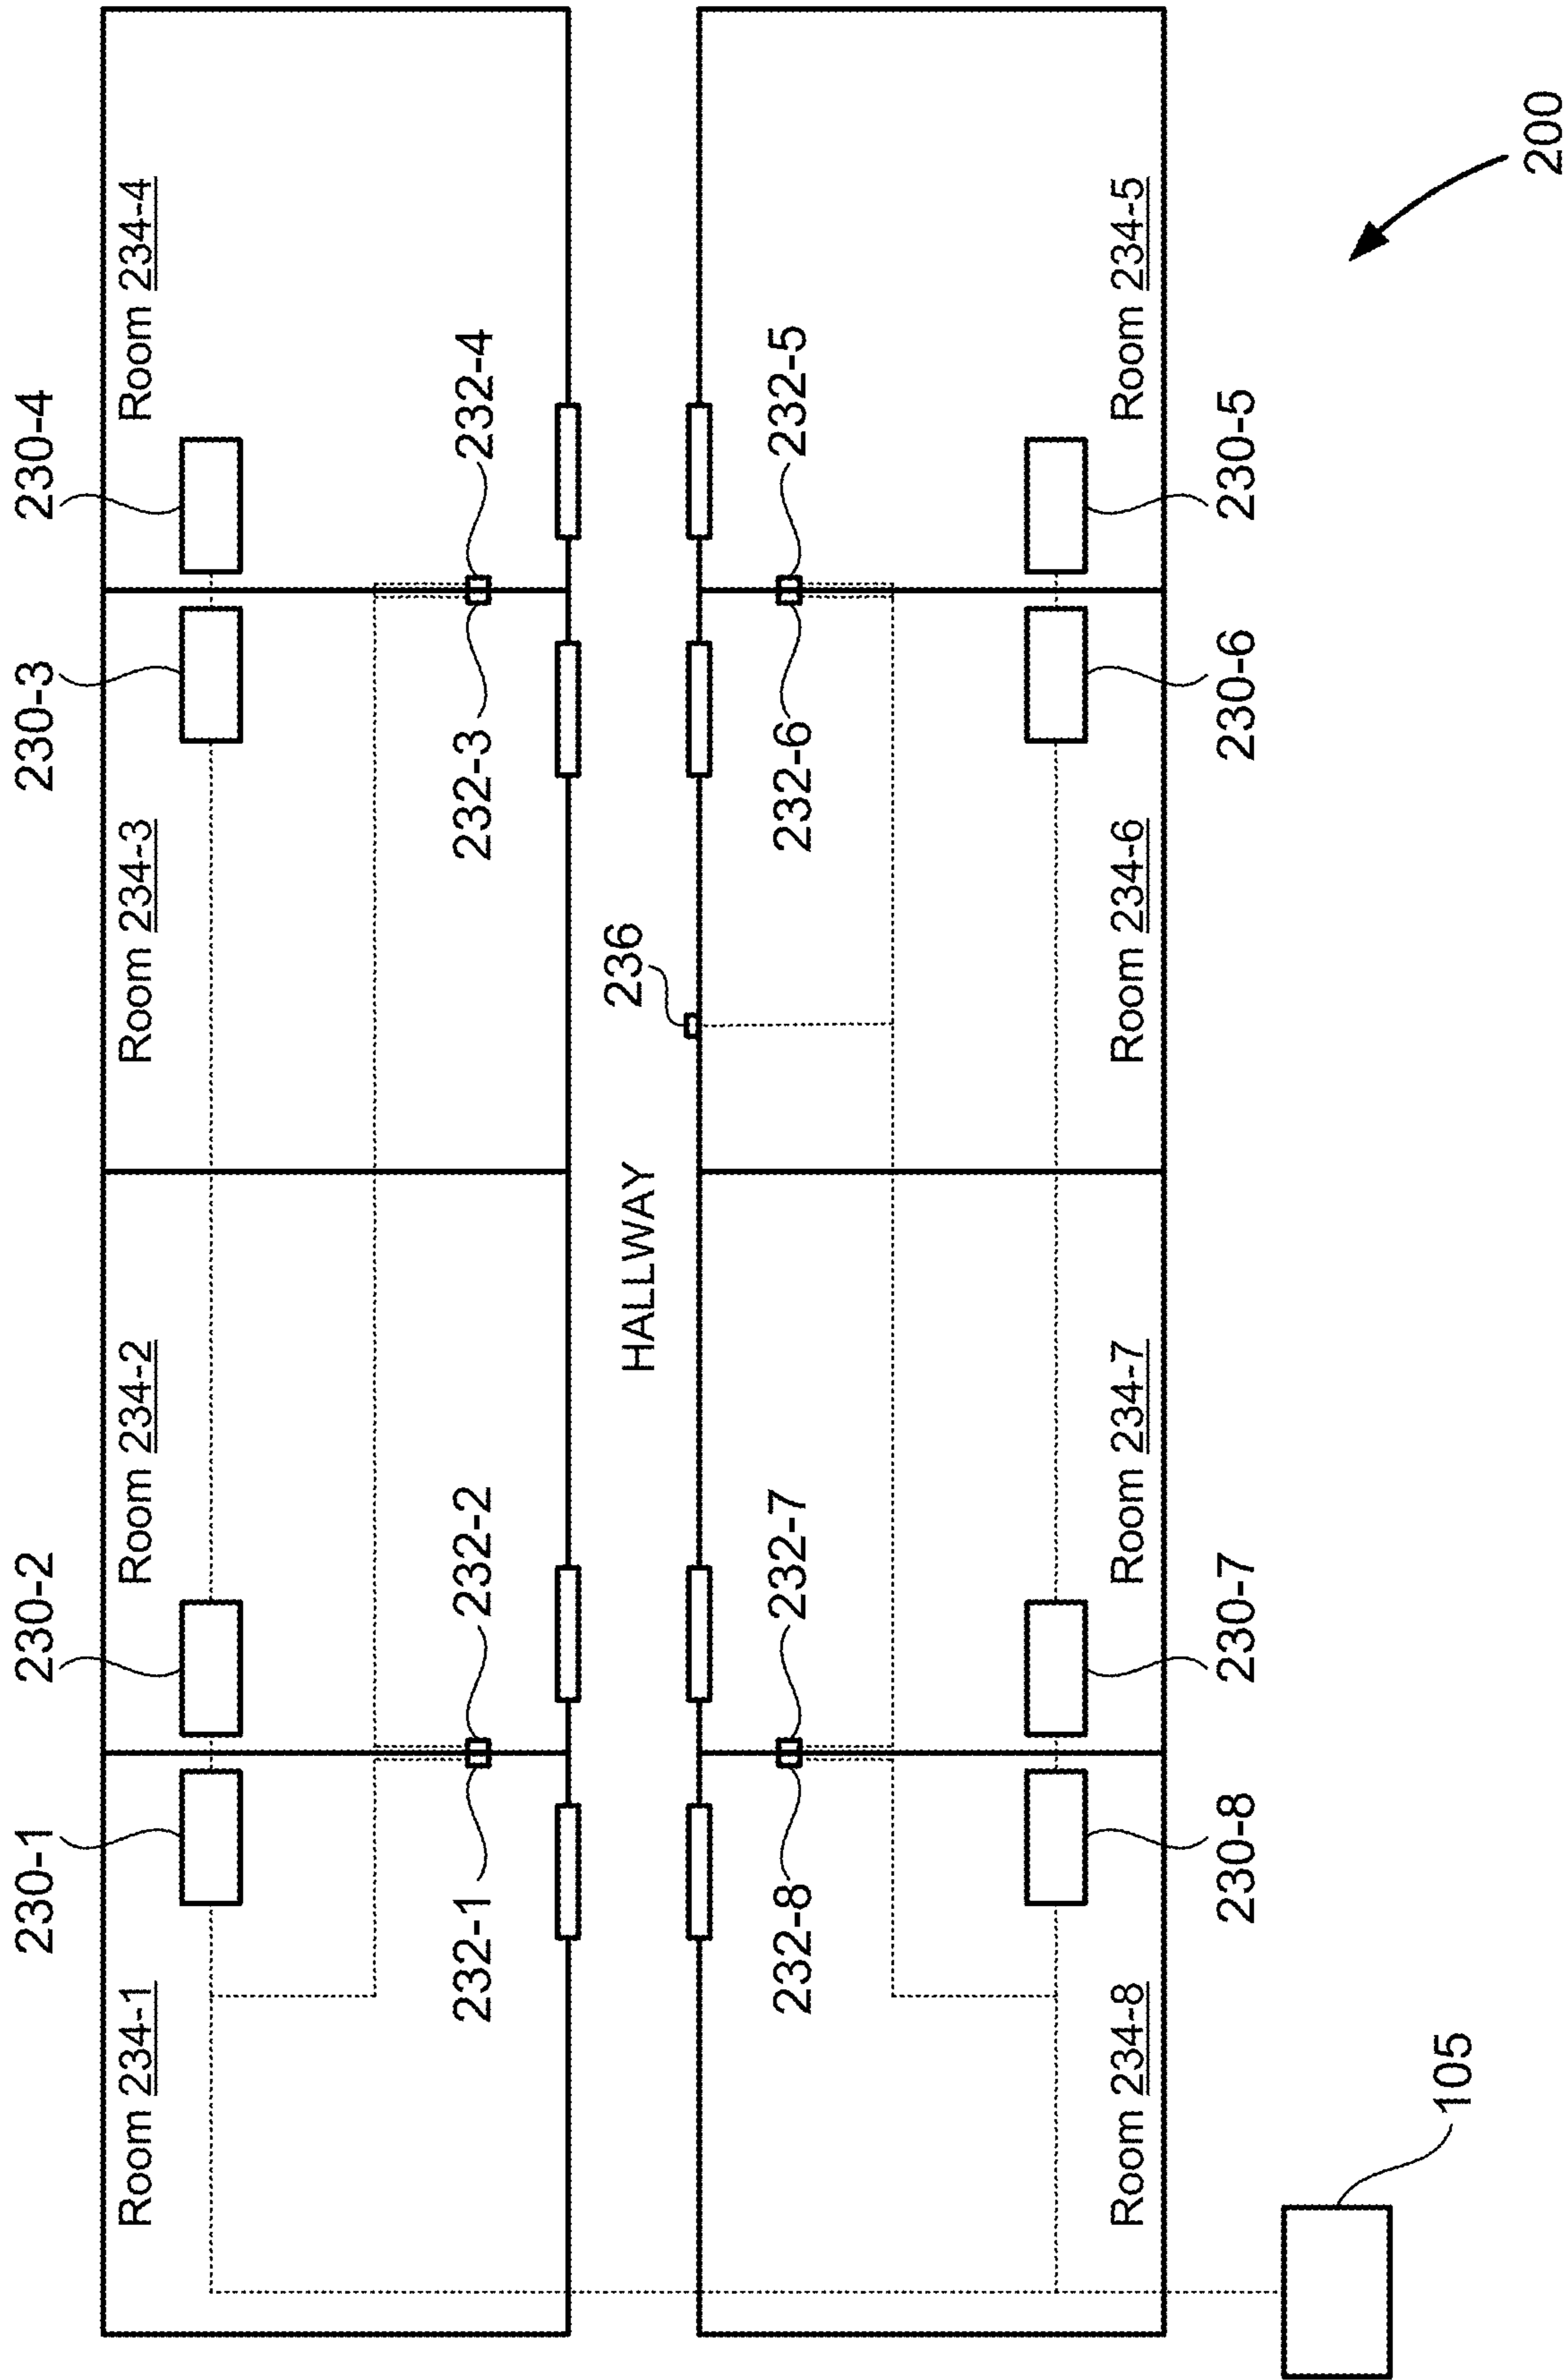 230-1
230-2
230-3
230-4
Room 234-1
Room 234-2
Room 234-3
Room 234-4
232-1
232-2
232-3
232-4
HALLWAY
236
232-8
232-7
232-6
232-5
Room 234-8
Room 234-7
Room 234-6
Room 234-5
230-8
230-7
230-6
230-5
105
200